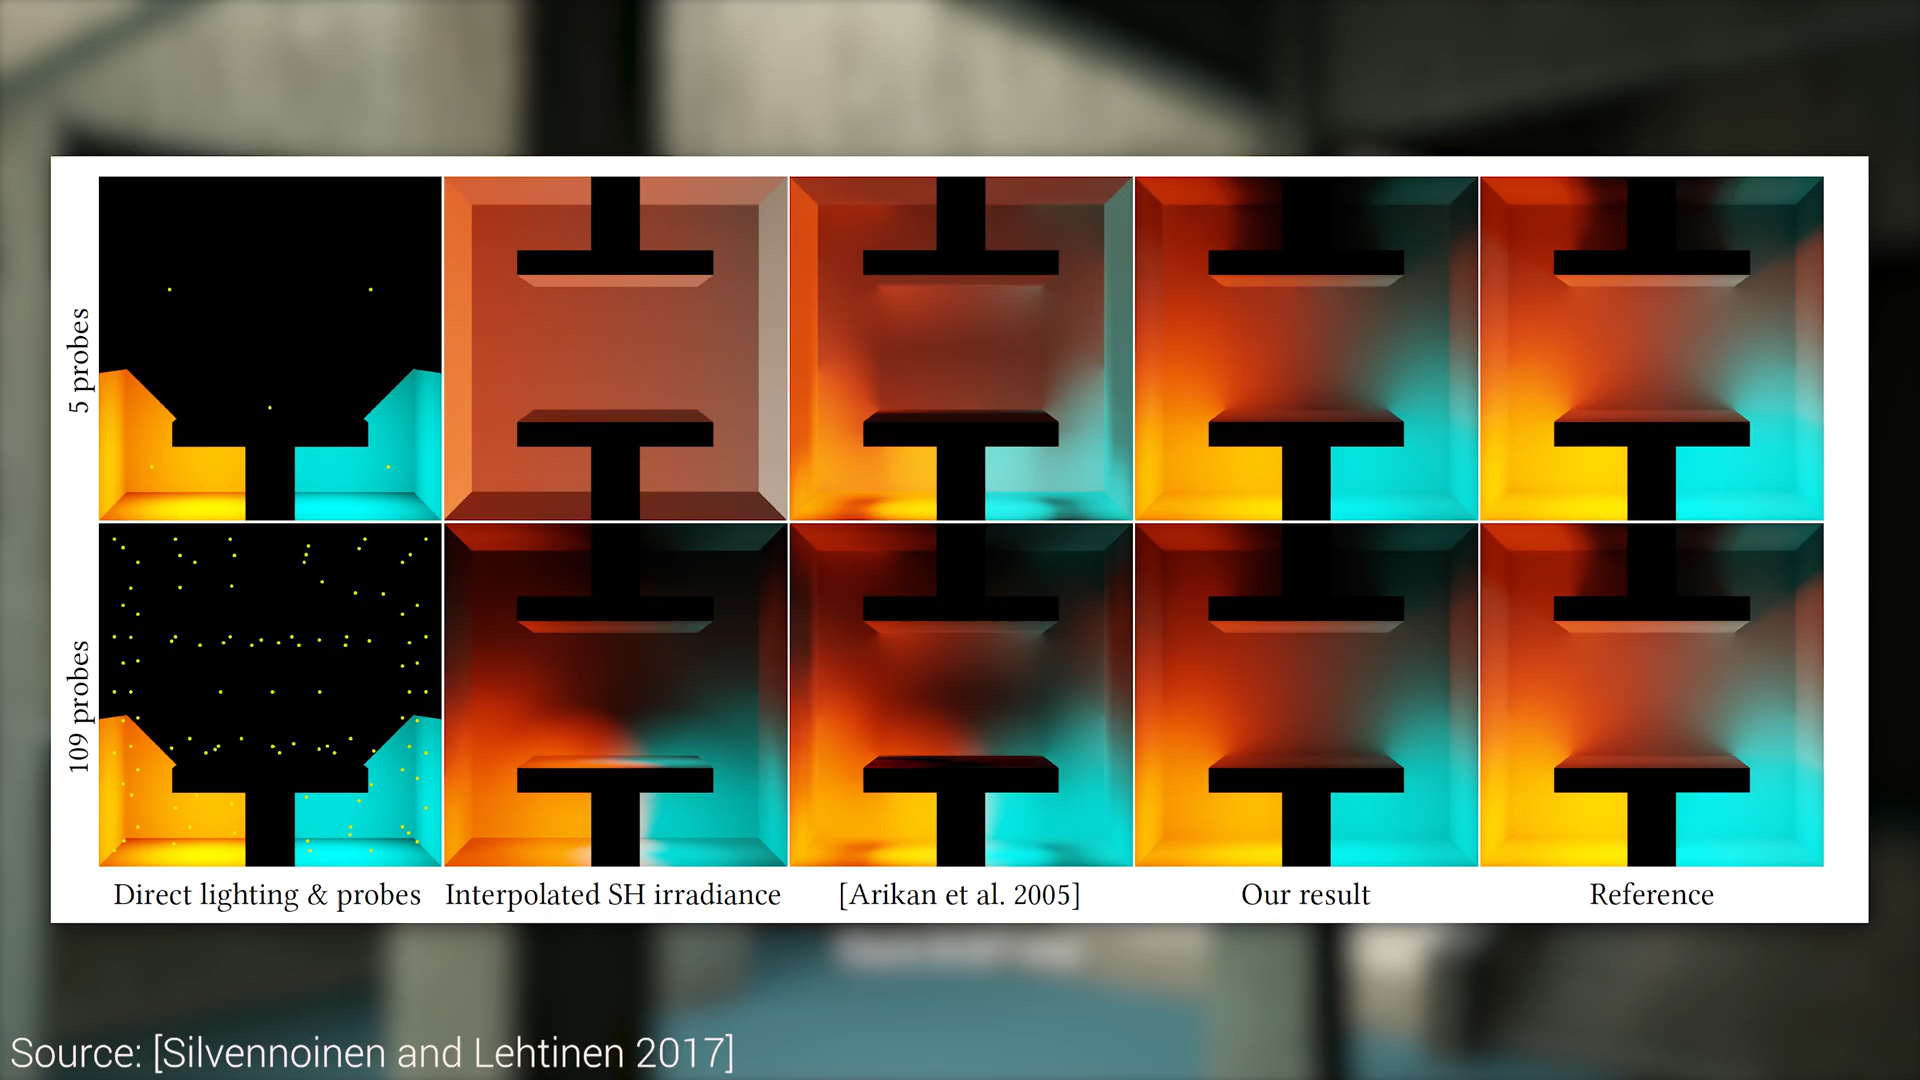 5 probes
109 probes
Direct lighting & probes
Interpolated SH irradiance
[Arikan et al. 2005]
Our result
Reference
Source: [Silvennoinen and Lehtinen 2017]